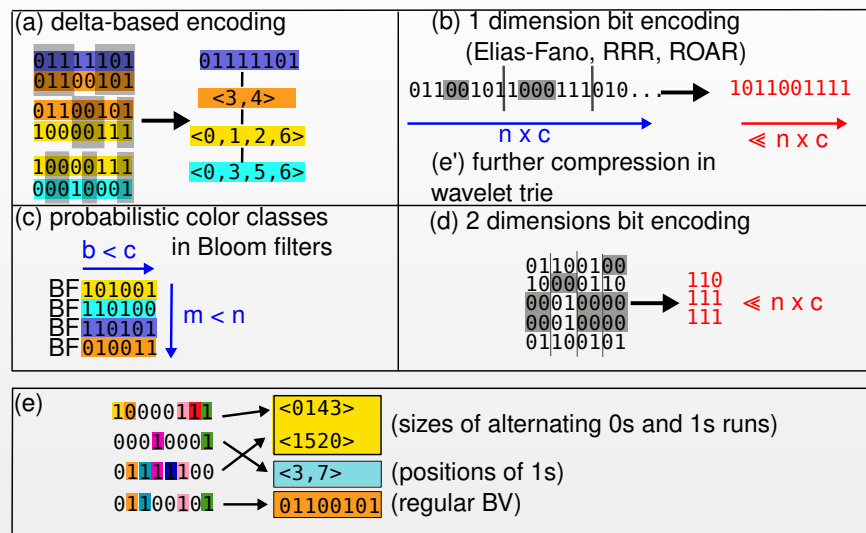 (a) delta-based encoding
01111101
01100101
01100101
10000111
10000111
00010001
01111101
<3,4>
<0,1,2,6>
<0,3,5,6>
(b) 1 dimension bit encoding
(Elias-Fano, RRR, ROAR)
011001011000111010...
1011001111
n x c
≪ n x c
(e') further compression in
wavelet trie
(c) probabilistic color classes
in Bloom filters
b < c
BF 101001
BF 110100
BF 110101
BF 010011
m < n
(d) 2 dimensions bit encoding
01100100
10000110
00010000
00010000
01100101
110
111
111
≪ n x c
(e)
10000111
00010001
01111100
01100101
<0143>
<1520>
(sizes of alternating 0s and 1s runs)
<3,7>
(positions of 1s)
01100101
(regular BV)